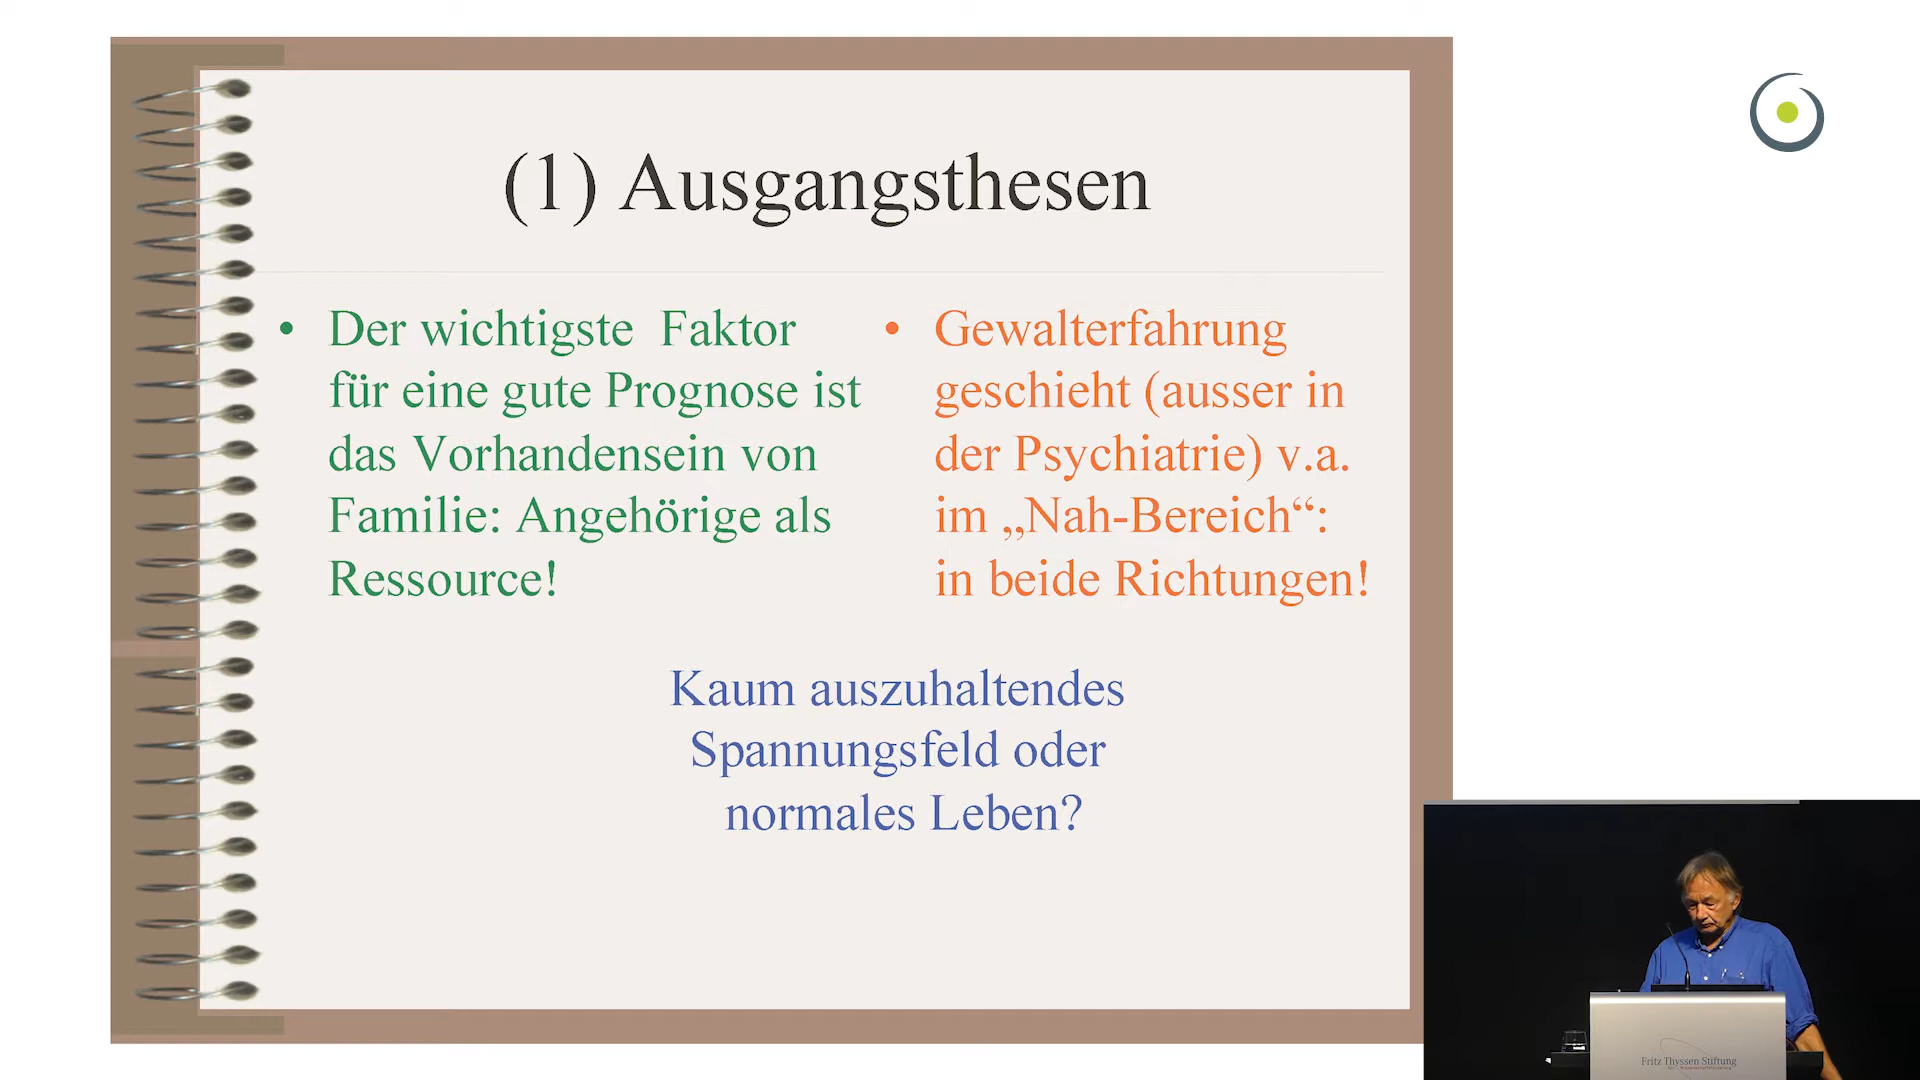 (1) Ausgangsthesen
• Der wichtigste Faktor
für eine gute Prognose ist
das Vorhandensein von
Familie: Angehörige als
Ressource!
• Gewalterfahrung
geschieht (ausser in
der Psychiatrie) v.a.
im „Nah-Bereich“:
in beide Richtungen!
Kaum auszuhaltendes
Spannungsfeld oder
normales Leben?
Fritz Thyssen Stiftung